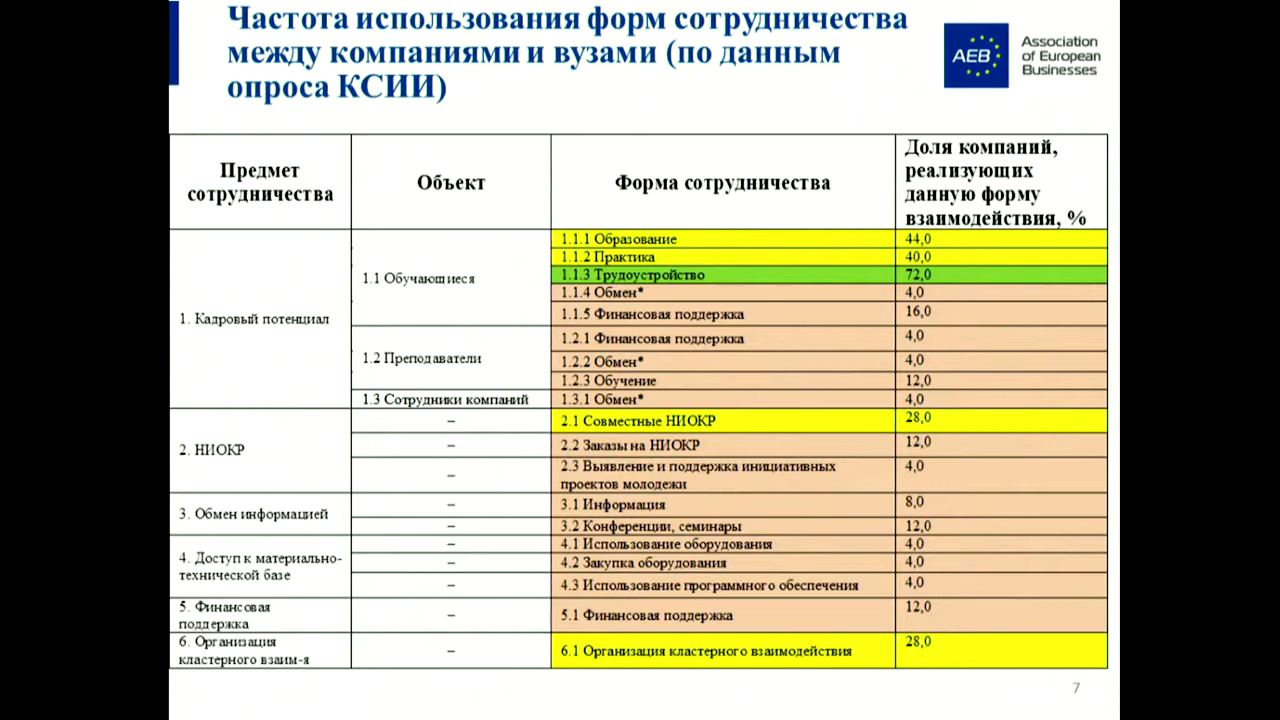 Частота использования форм сотрудничества
между компаниями и вузами (по данным
опроса КСИИ)
AEB
Association
of European
Businesses
Предмет
сотрудничества
Объект
Форма сотрудничества
Доля компаний,
реализующих
данную форму
взаимодействия, %
1. Кадровый потенциал
1.1 Обучающиеся
1.1.1 Образование
44,0
1.1.2 Практика
40,0
1.1.3 Трудоустройство
72,0
1.1.4 Обмен*
4,0
1.1.5 Финансовая поддержка
16,0
1.2 Преподаватели
1.2.1 Финансовая поддержка
4,0
1.2.2 Обмен*
4,0
1.2.3 Обучение
12,0
1.3 Сотрудники компаний
1.3.1 Обмен*
4,0
2. НИОКР
–
2.1 Совместные НИОКР
28,0
–
2.2 Заказы на НИОКР
12,0
–
2.3 Выявление и поддержка инициативных
проектов молодежи
4,0
3. Обмен информацией
–
3.1 Информация
8,0
–
3.2 Конференции, семинары
12,0
4. Доступ к материально-
технической базе
–
4.1 Использование оборудования
4,0
–
4.2 Закупка оборудования
4,0
–
4.3 Использование программного обеспечения
4,0
5. Финансовая
поддержка
–
5.1 Финансовая поддержка
12,0
6. Организация
кластерного взаим-я
–
6.1 Организация кластерного взаимодействия
28,0
7